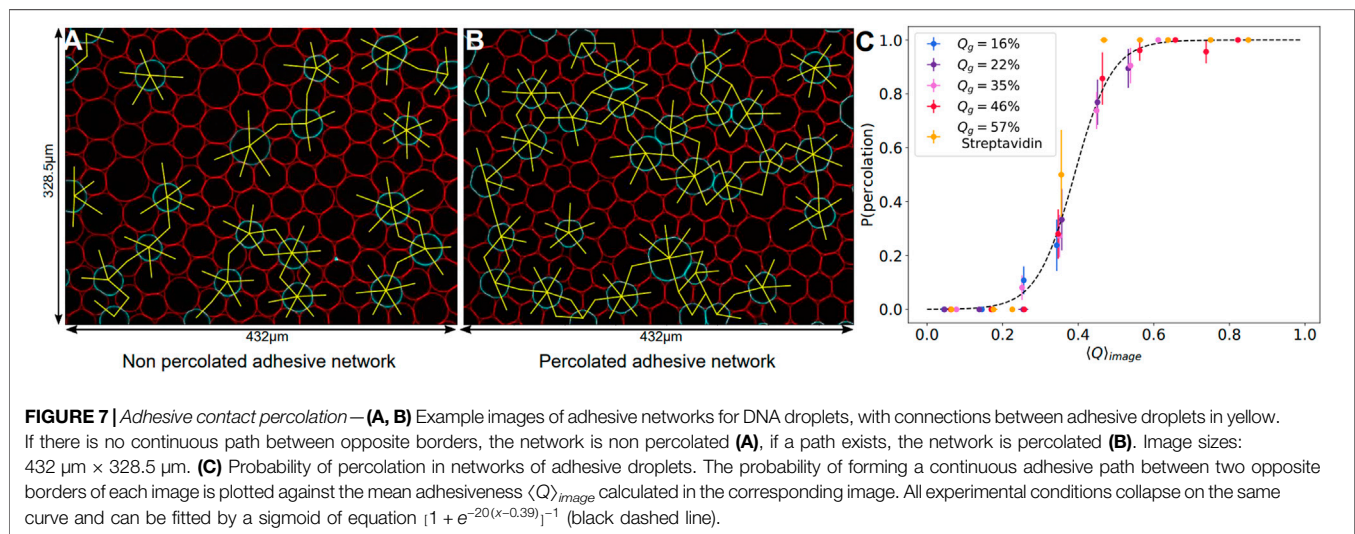 A
B
C
328.5μm
432μm
432μm
Non percolated adhesive network
Percolated adhesive network
Q_g = 16%
Q_g = 22%
Q_g = 35%
Q_g = 46%
Q_g = 57%
Streptavidin
P(percolation)
1.0
0.8
0.6
0.4
0.2
0.0
0.0 0.2 0.4 0.6 0.8 1.0
⟨Q⟩_image
FIGURE 7 | Adhesive contact percolation—(A, B) Example images of adhesive networks for DNA droplets, with connections between adhesive droplets in yellow.
If there is no continuous path between opposite borders, the network is non percolated (A), if a path exists, the network is percolated (B). Image sizes:
432 μm × 328.5 μm. (C) Probability of percolation in networks of adhesive droplets. The probability of forming a continuous adhesive path between two opposite
borders of each image is plotted against the mean adhesiveness ⟨Q⟩_image calculated in the corresponding image. All experimental conditions collapse on the same
curve and can be fitted by a sigmoid of equation [1 + e^−20(x−0.39)]^−1 (black dashed line).